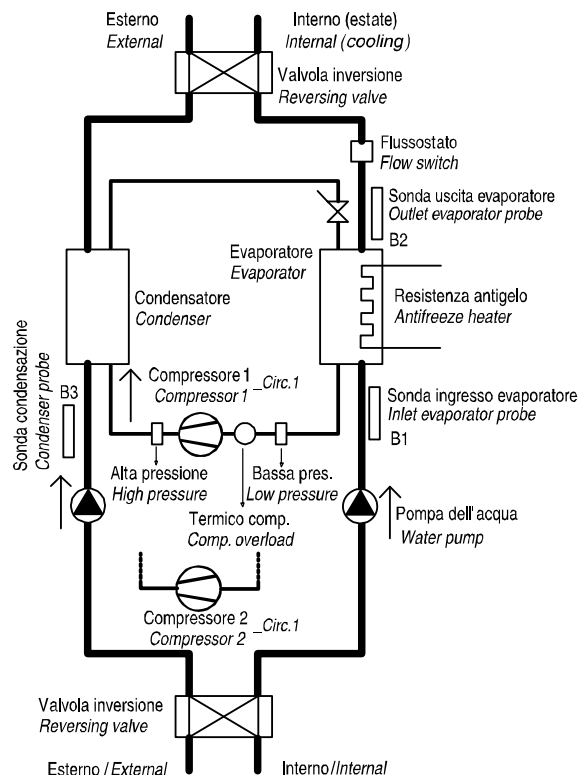 Esterno
External
Interno (estate)
Internal (cooling)
Valvola inversione
Reversing valve
Flussostato
Flow switch
Sonda uscita evaporatore
Outlet evaporator probe
B2
Evaporatore
Evaporator
Condensatore
Condenser
Resistenza antigelo
Antifreeze heater
Sonda condensazione
Condenser probe
B3
Compressore 1
Compressor 1 _Circ.1
Sonda ingresso evaporatore
Inlet evaporator probe
B1
Alta pressione
High pressure
Bassa pres.
Low pressure
Termico comp.
Comp. overload
Pompa dell'acqua
Water pump
Compressore 2
Compressor 2 _Circ.1
Valvola inversione
Reversing valve
Esterno / External
Interno/Internal